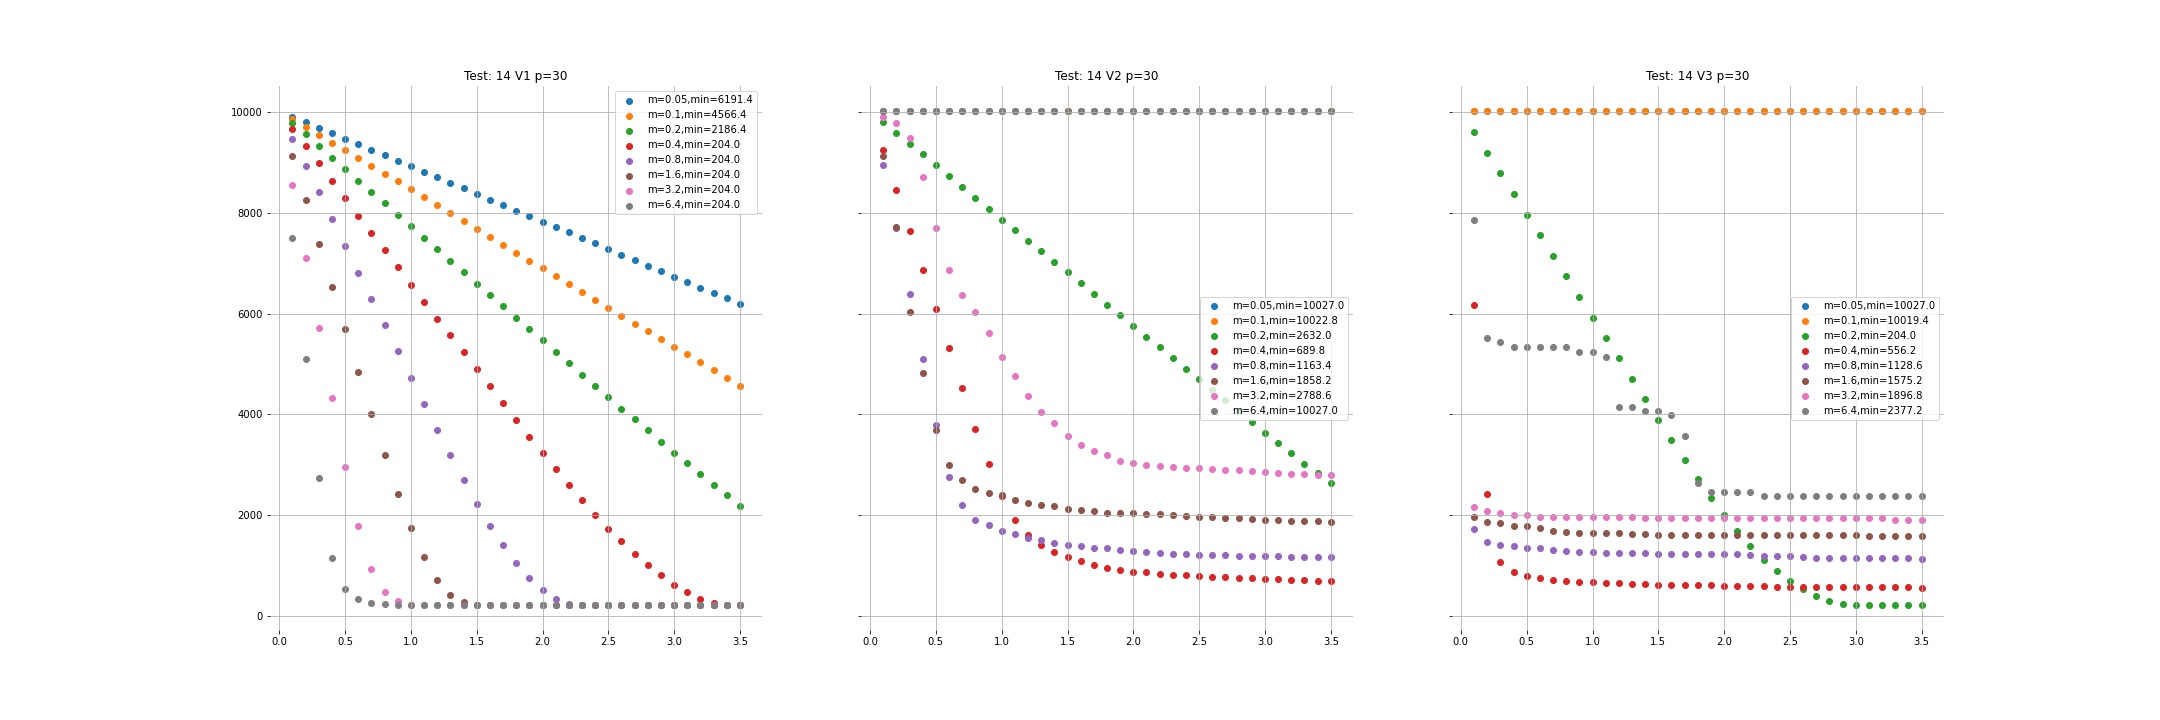 Test: 14 V1 p=30
10000
8000
6000
4000
2000
0
0.0 0.5 1.0 1.5 2.0 2.5 3.0 3.5
m=0.05,min=6191.4
m=0.1,min=4566.4
m=0.2,min=2186.4
m=0.4,min=204.0
m=0.8,min=204.0
m=1.6,min=204.0
m=3.2,min=204.0
m=6.4,min=204.0
Test: 14 V2 p=30
m=0.05,min=10027.0
m=0.1,min=10022.8
m=0.2,min=2632.0
m=0.4,min=689.8
m=0.8,min=1163.4
m=1.6,min=1858.2
m=3.2,min=2788.6
m=6.4,min=10027.0
0.0 0.5 1.0 1.5 2.0 2.5 3.0 3.5
Test: 14 V3 p=30
m=0.05,min=10027.0
m=0.1,min=10019.4
m=0.2,min=204.0
m=0.4,min=556.2
m=0.8,min=1128.6
m=1.6,min=1575.2
m=3.2,min=1896.8
m=6.4,min=2377.2
0.0 0.5 1.0 1.5 2.0 2.5 3.0 3.5